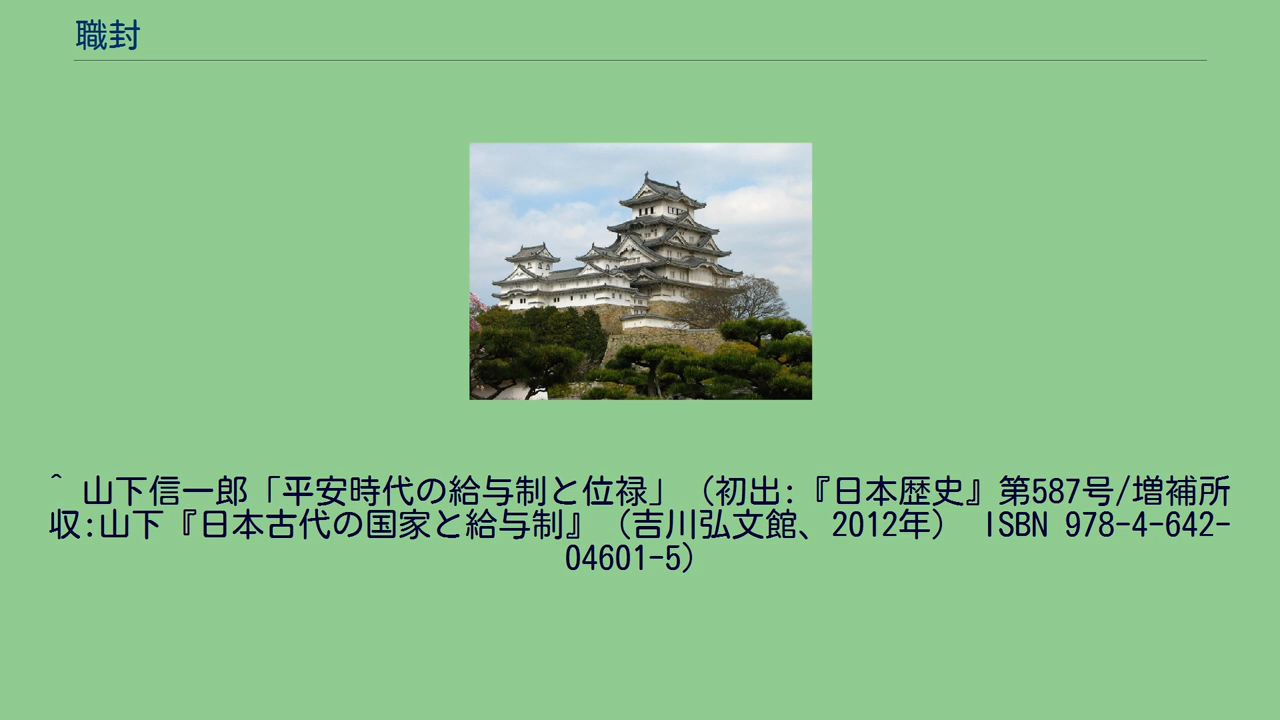 職封
^ 山下信一郎「平安時代の給与制と位禄」（初出:『日本歴史』第587号/増補所
収:山下『日本古代の国家と給与制』（吉川弘文館、2012年） ISBN 978-4-642-
04601-5）